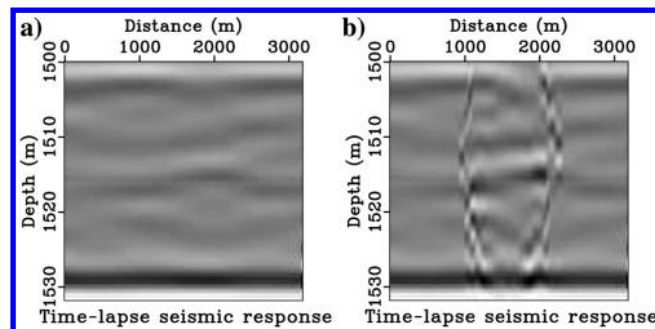 a)
Distance (m)
0 1000 2000 3000
Depth (m)
1500
1510
1520
1530
Time-lapse seismic response
b)
Distance (m)
0 1000 2000 3000
Depth (m)
1500
1510
1520
1530
Time-lapse seismic response